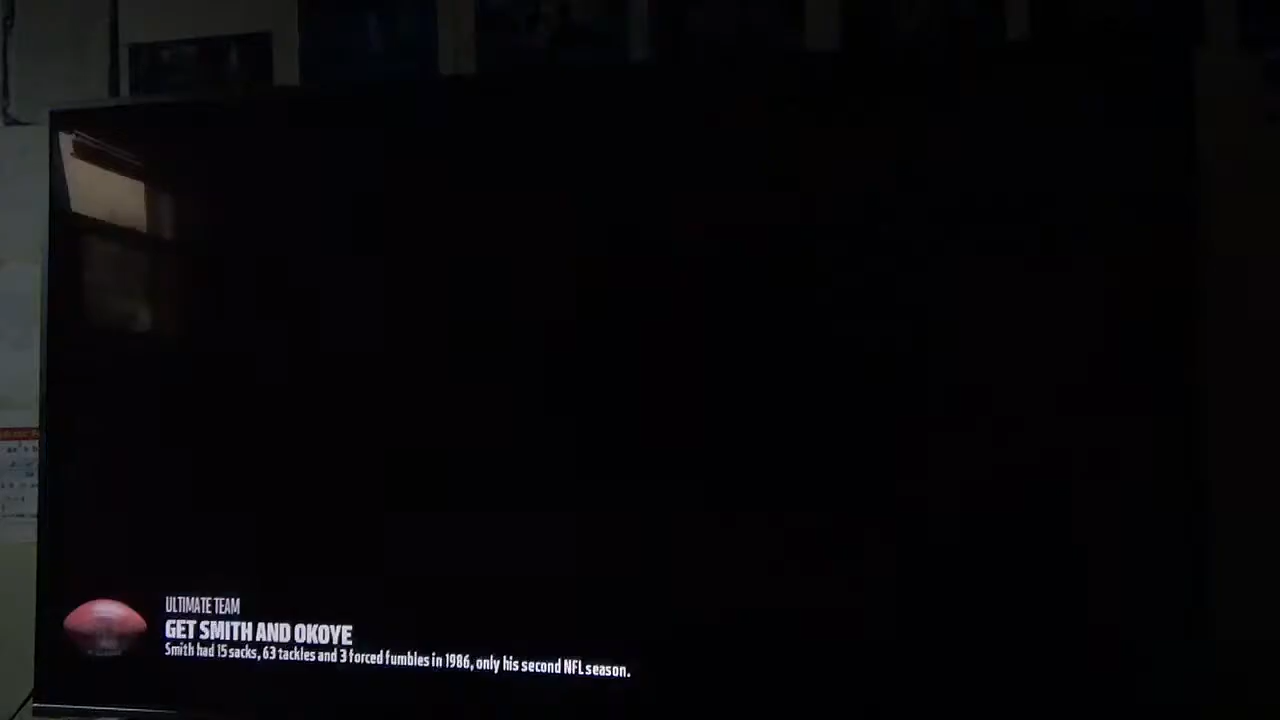 ULTIMATE TEAM
GET SMITH AND OKOYE
Smith had 15 sacks, 63 tackles and 3 forced fumbles in 1986, only his second NFL season.